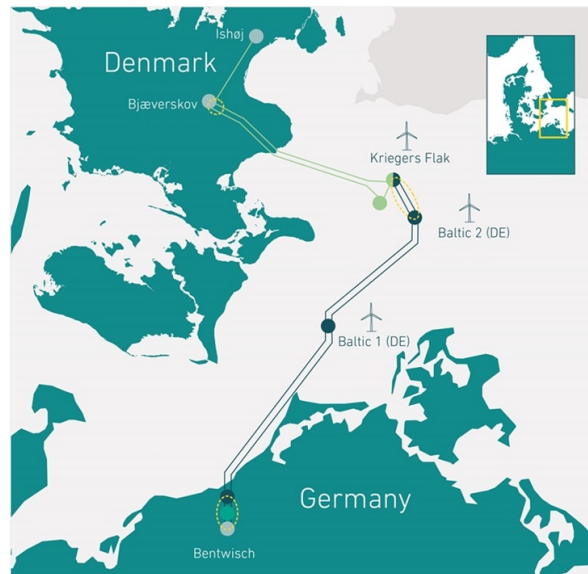 Ishøj
Denmark
Bjæverskov
Kriegers Flak
Baltic 2 (DE)
Baltic 1 (DE)
Germany
Bentwisch